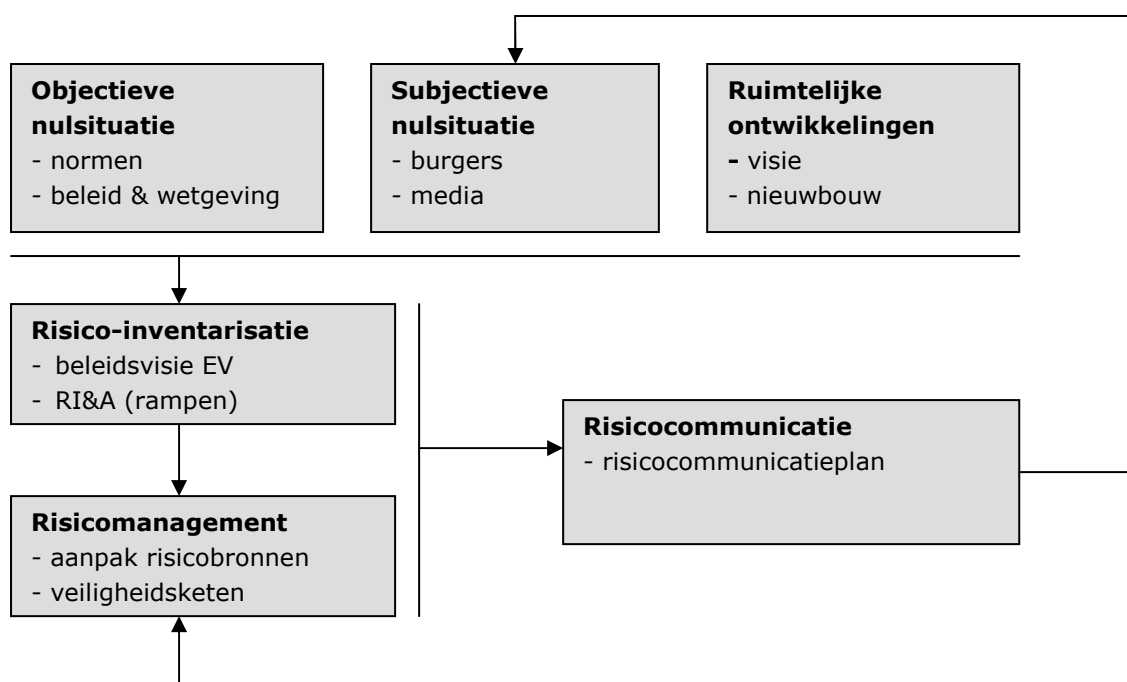 Objectieve
nulsituatie
- normen
- beleid & wetgeving
Subjectieve
nulsituatie
- burgers
- media
Ruimtelijke
ontwikkelingen
- visie
- nieuwbouw
Risico-inventarisatie
- beleidsvisie EV
- RI&A (rampen)
Risicocommunicatie
- risicocommunicatieplan
Risicomanagement
- aanpak risicobronnen
- veiligheidsketen